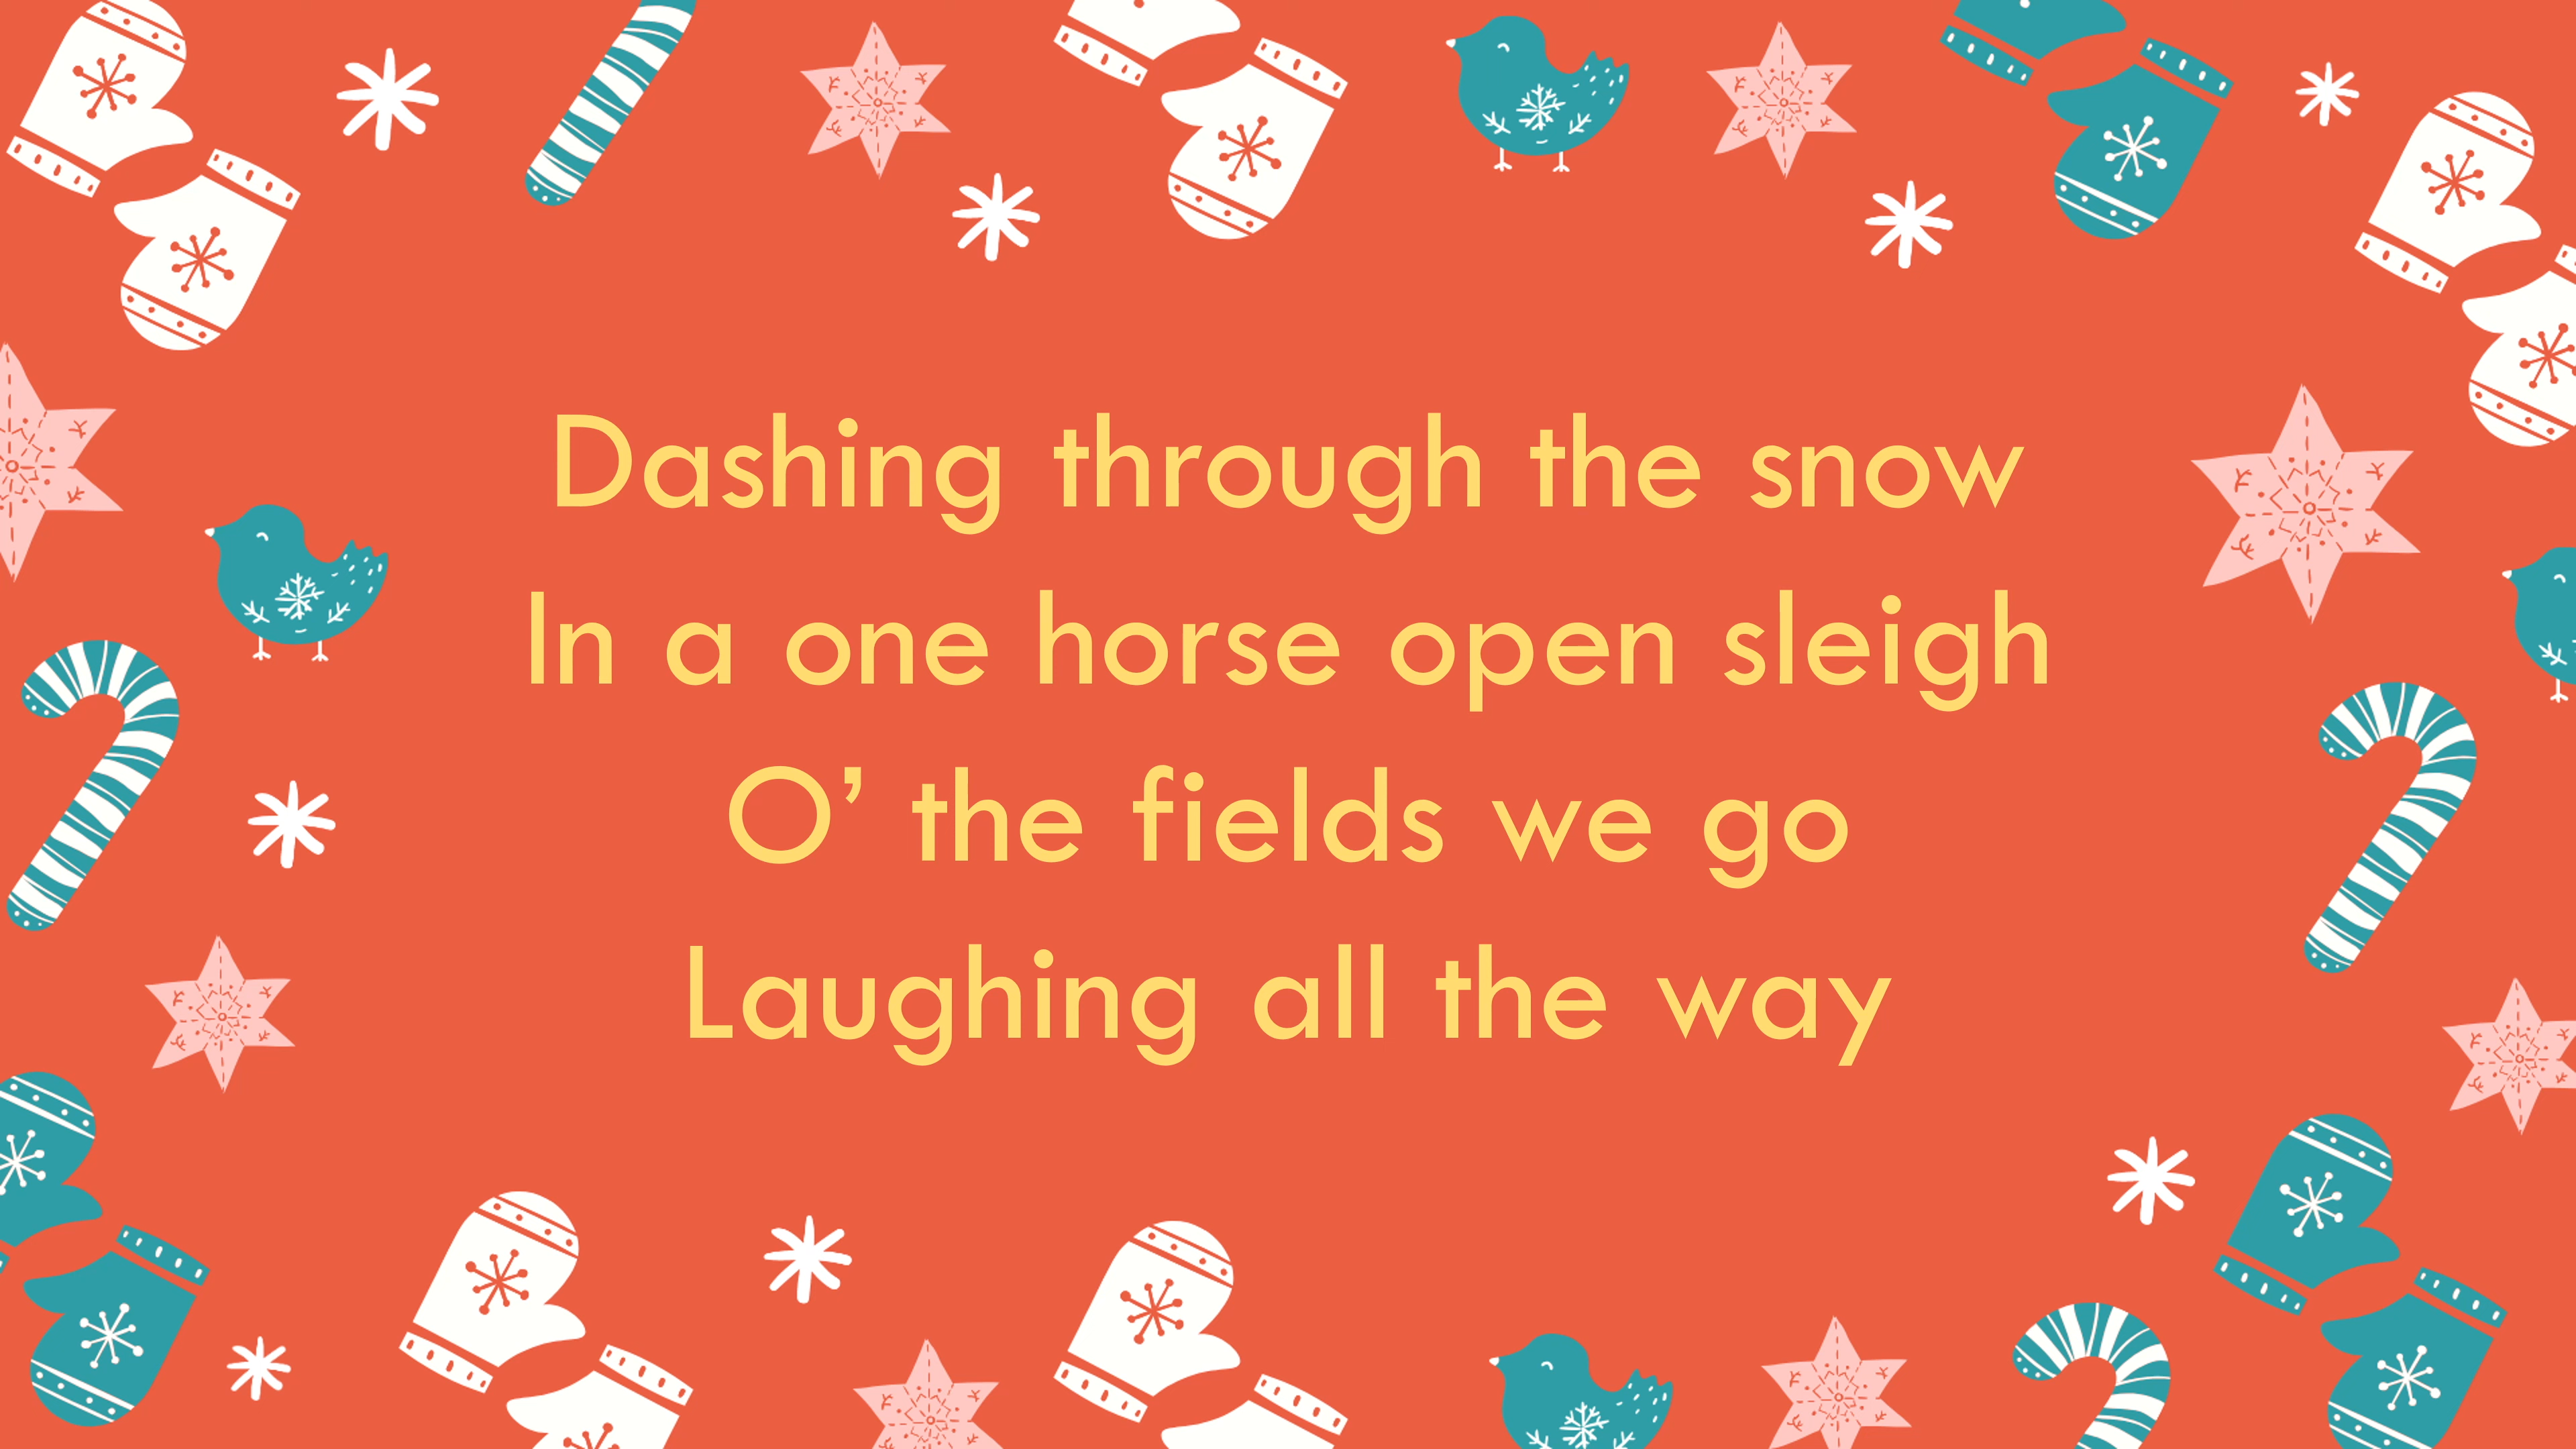 Dashing through the snow
In a one horse open sleigh
O’ the fields we go
Laughing all the way